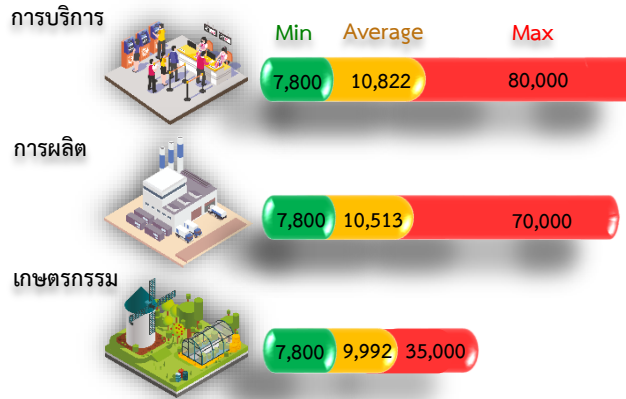 การบริการ
Min Average Max
7,800 10,822 80,000
การผลิต
7,800 10,513 70,000
เกษตรกรรม
7,800 9,992 35,000